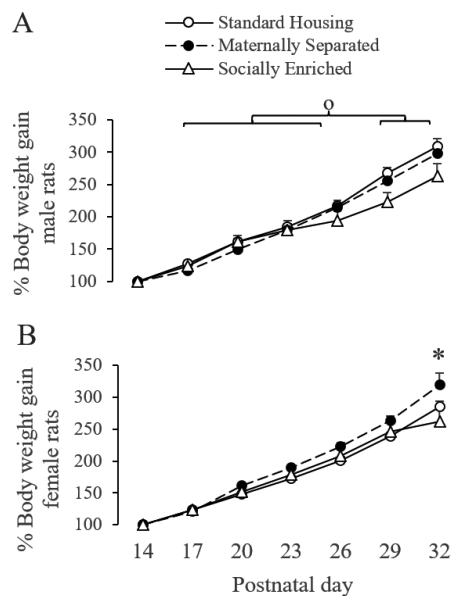 A
Standard Housing
Maternally Separated
Socially Enriched
% Body weight gain
male rats
350
300
250
200
150
100
o
B
% Body weight gain
female rats
350
300
250
200
150
100
*
14 17 20 23 26 29 32
Postnatal day